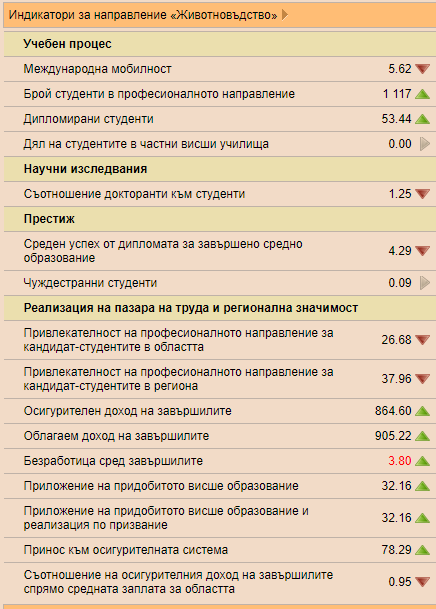 Индикатори за направление «Животновъдство»
Учебен процес
Международна мобилност 5.62
Брой студенти в професионалното направление 1 117
Дипломирани студенти 53.44
Дял на студентите в частни висши училища 0.00
Научни изследвания
Съотношение докторанти към студенти 1.25
Престиж
Среден успех от дипломата за завършено средно
образование 4.29
Чуждестранни студенти 0.09
Реализация на пазара на труда и регионална значимост
Привлекателност на професионалното направление за
кандидат-студентите в областта 26.68
Привлекателност на професионалното направление за
кандидат-студентите в региона 37.96
Осигурителен доход на завършилите 864.60
Облагаем доход на завършилите 905.22
Безработица сред завършилите 3.80
Приложение на придобитото висше образование 32.16
Приложение на придобитото висше образование и
реализация по призвание 32.16
Принос към осигурителната система 78.29
Съотношение на осигурителния доход на завършилите
спрямо средната заплата за областта 0.95